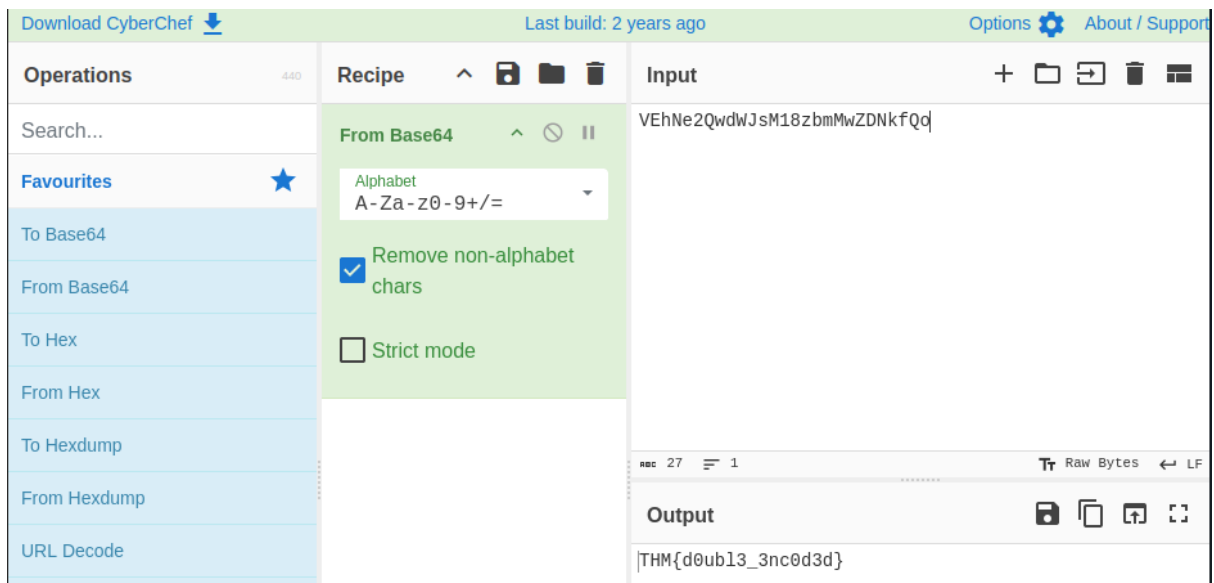 Download CyberChef
Last build: 2 years ago
Options
About / Support
Operations
440
Recipe
Input
Search...
Favourites
To Base64
From Base64
To Hex
From Hex
To Hexdump
From Hexdump
URL Decode
From Base64
Alphabet
A-Za-z0-9+/=
Remove non-alphabet
chars
Strict mode
VEhNe2QwdWJsM18zbmMwZDNkfQo
ABC 27 1
Tт Raw Bytes LF
Output
THM{d0ubl3_3nc0d3d}